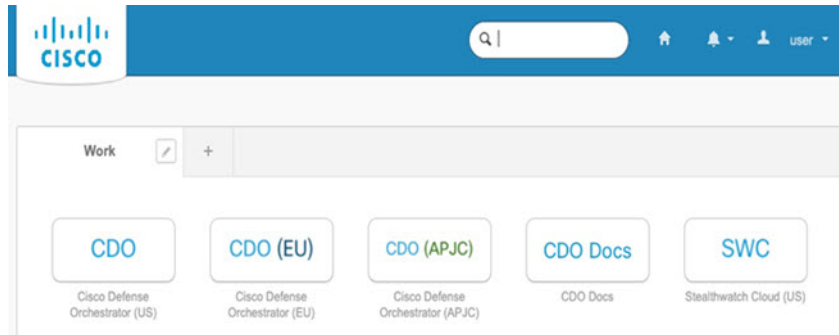 CISCO
user
Work
+
CDO
CDO (EU)
CDO (APJC)
CDO Docs
SWC
Cisco Defense
Orchestrator (US)
Cisco Defense
Orchestrator (EU)
Cisco Defense
Orchestrator (APJC)
CDO Docs
Stealthwatch Cloud (US)